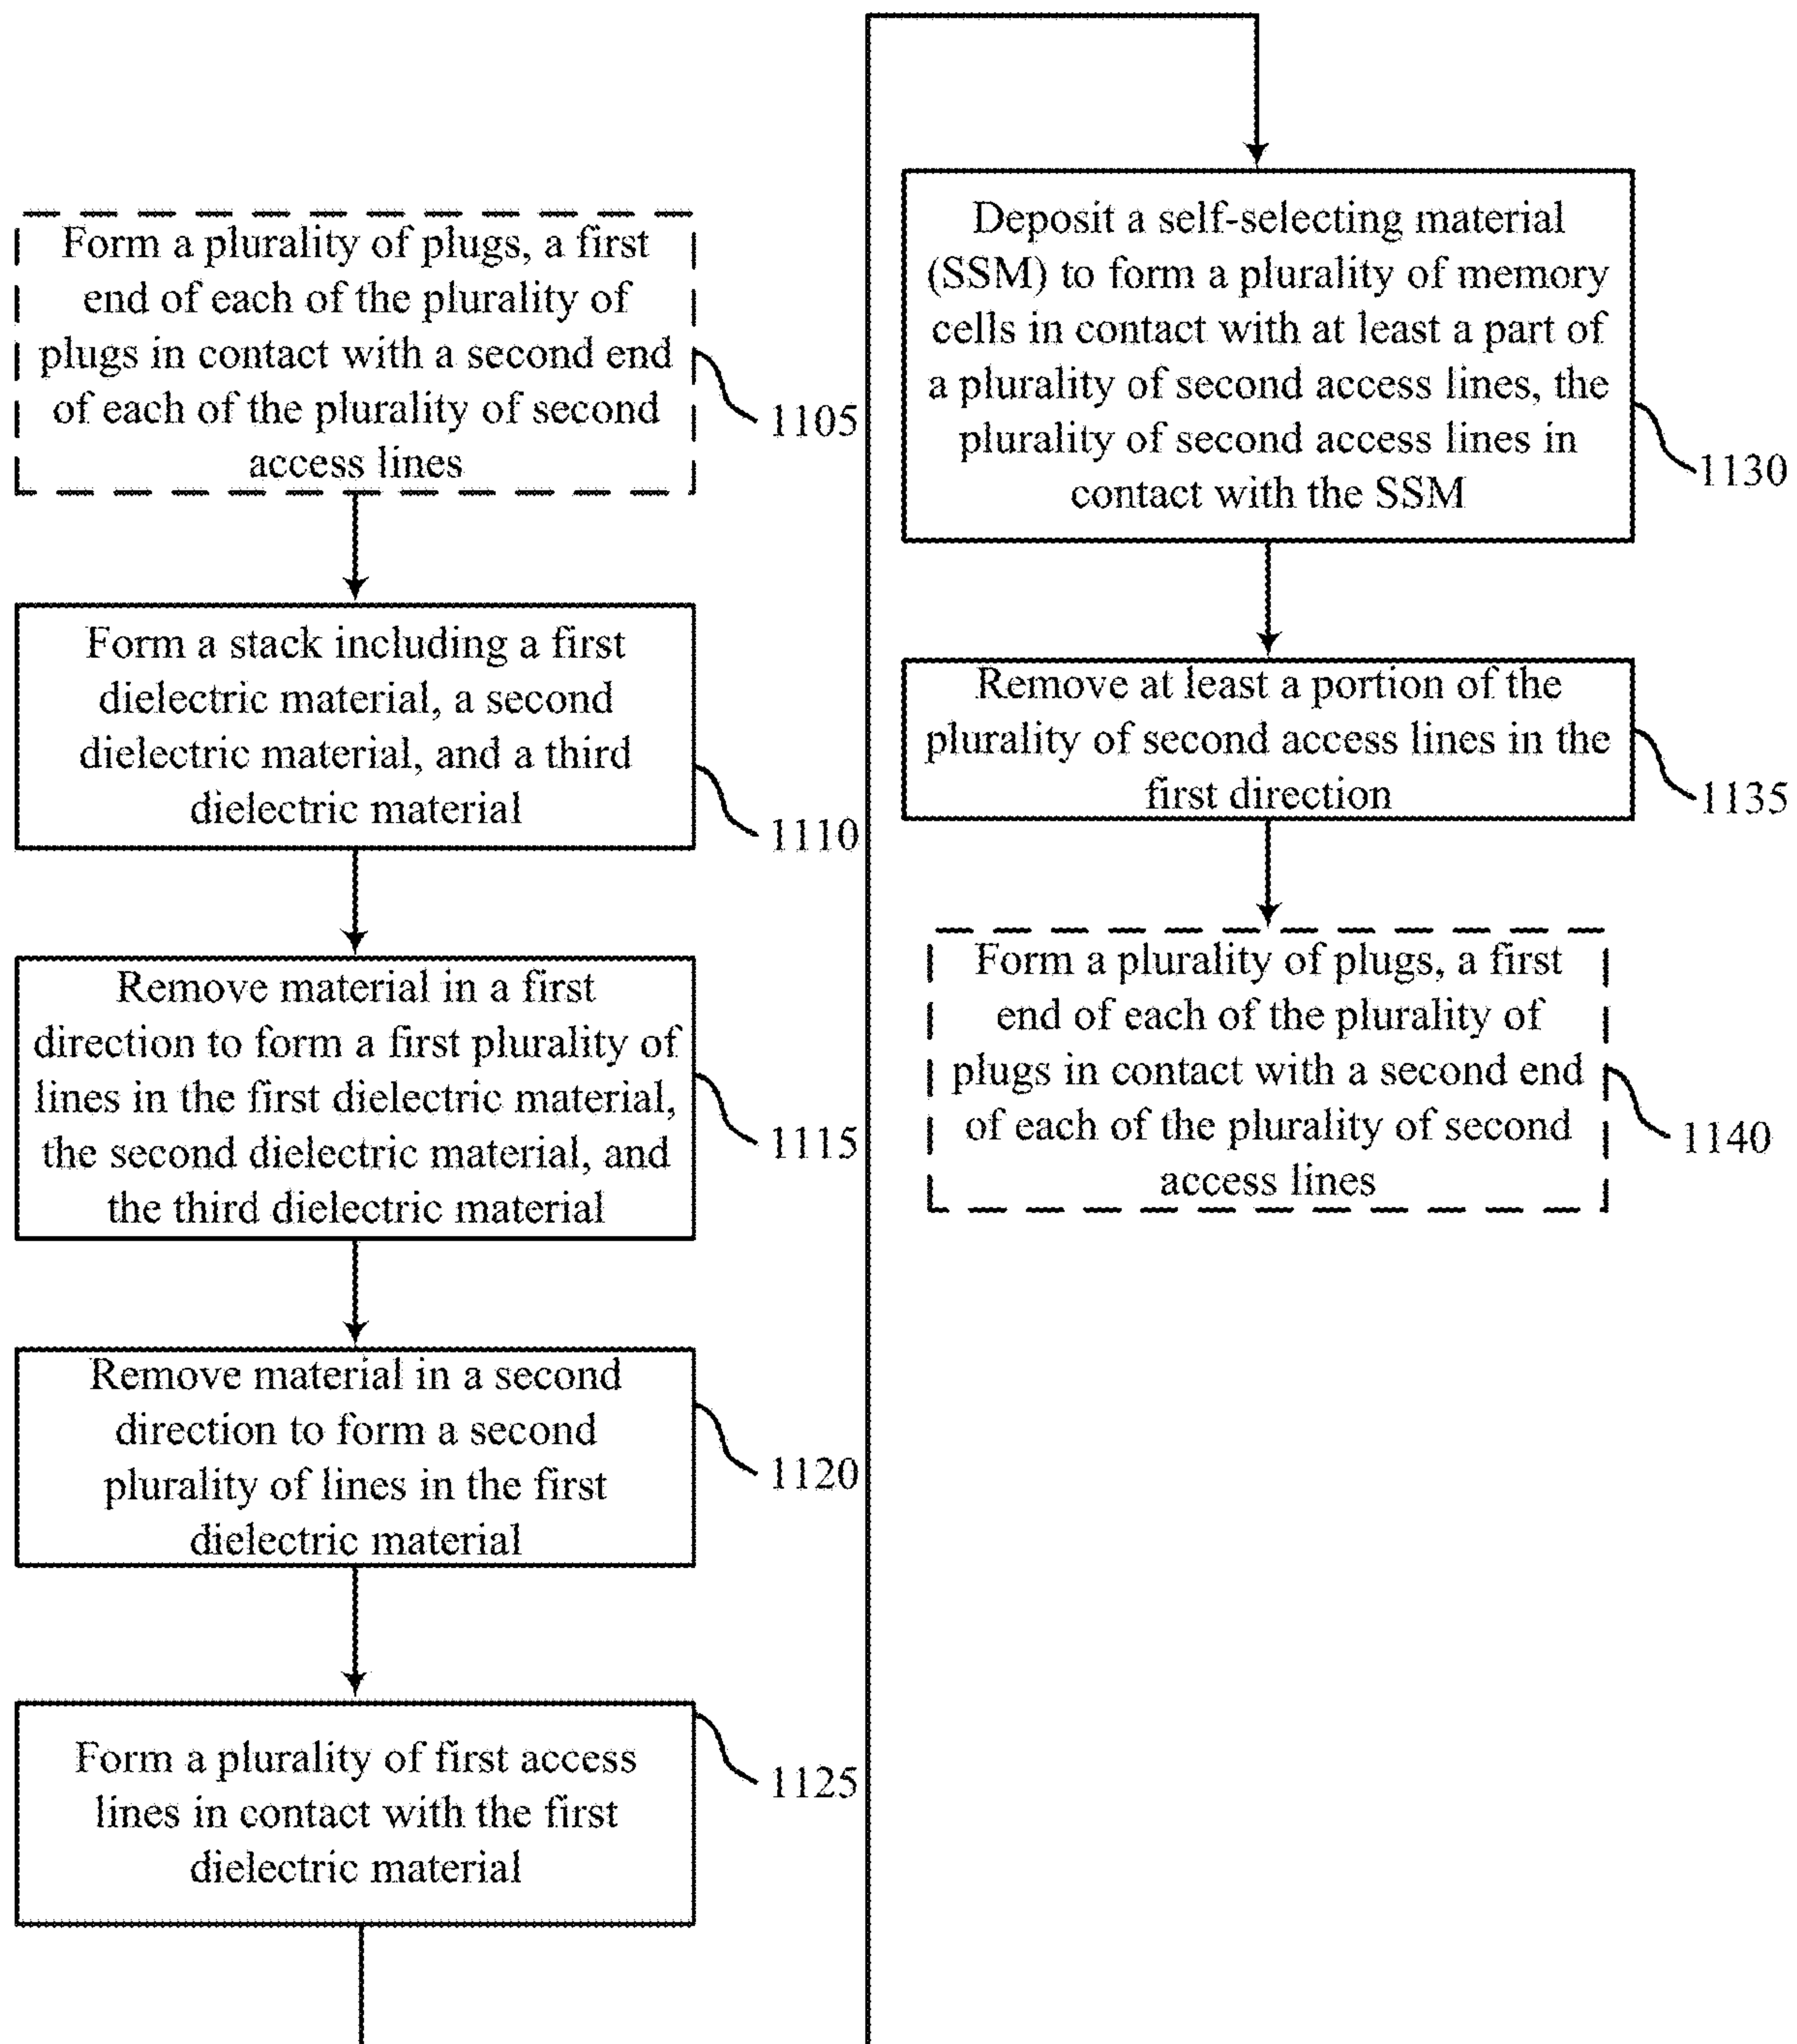 Form a plurality of plugs, a first
end of each of the plurality of
plugs in contact with a second end
of each of the plurality of second
access lines
1105
Form a stack including a first
dielectric material, a second
dielectric material, and a third
dielectric material
1110
Remove material in a first
direction to form a first plurality of
lines in the first dielectric material,
the second dielectric material, and
the third dielectric material
1115
Remove material in a second
direction to form a second
plurality of lines in the first
dielectric material
1120
Form a plurality of first access
lines in contact with the first
dielectric material
1125
Deposit a self-selecting material
(SSM) to form a plurality of memory
cells in contact with at least a part of
a plurality of second access lines, the
plurality of second access lines in
contact with the SSM
1130
Remove at least a portion of the
plurality of second access lines in the
first direction
1135
Form a plurality of plugs, a first
end of each of the plurality of
plugs in contact with a second end
of each of the plurality of second
access lines
1140